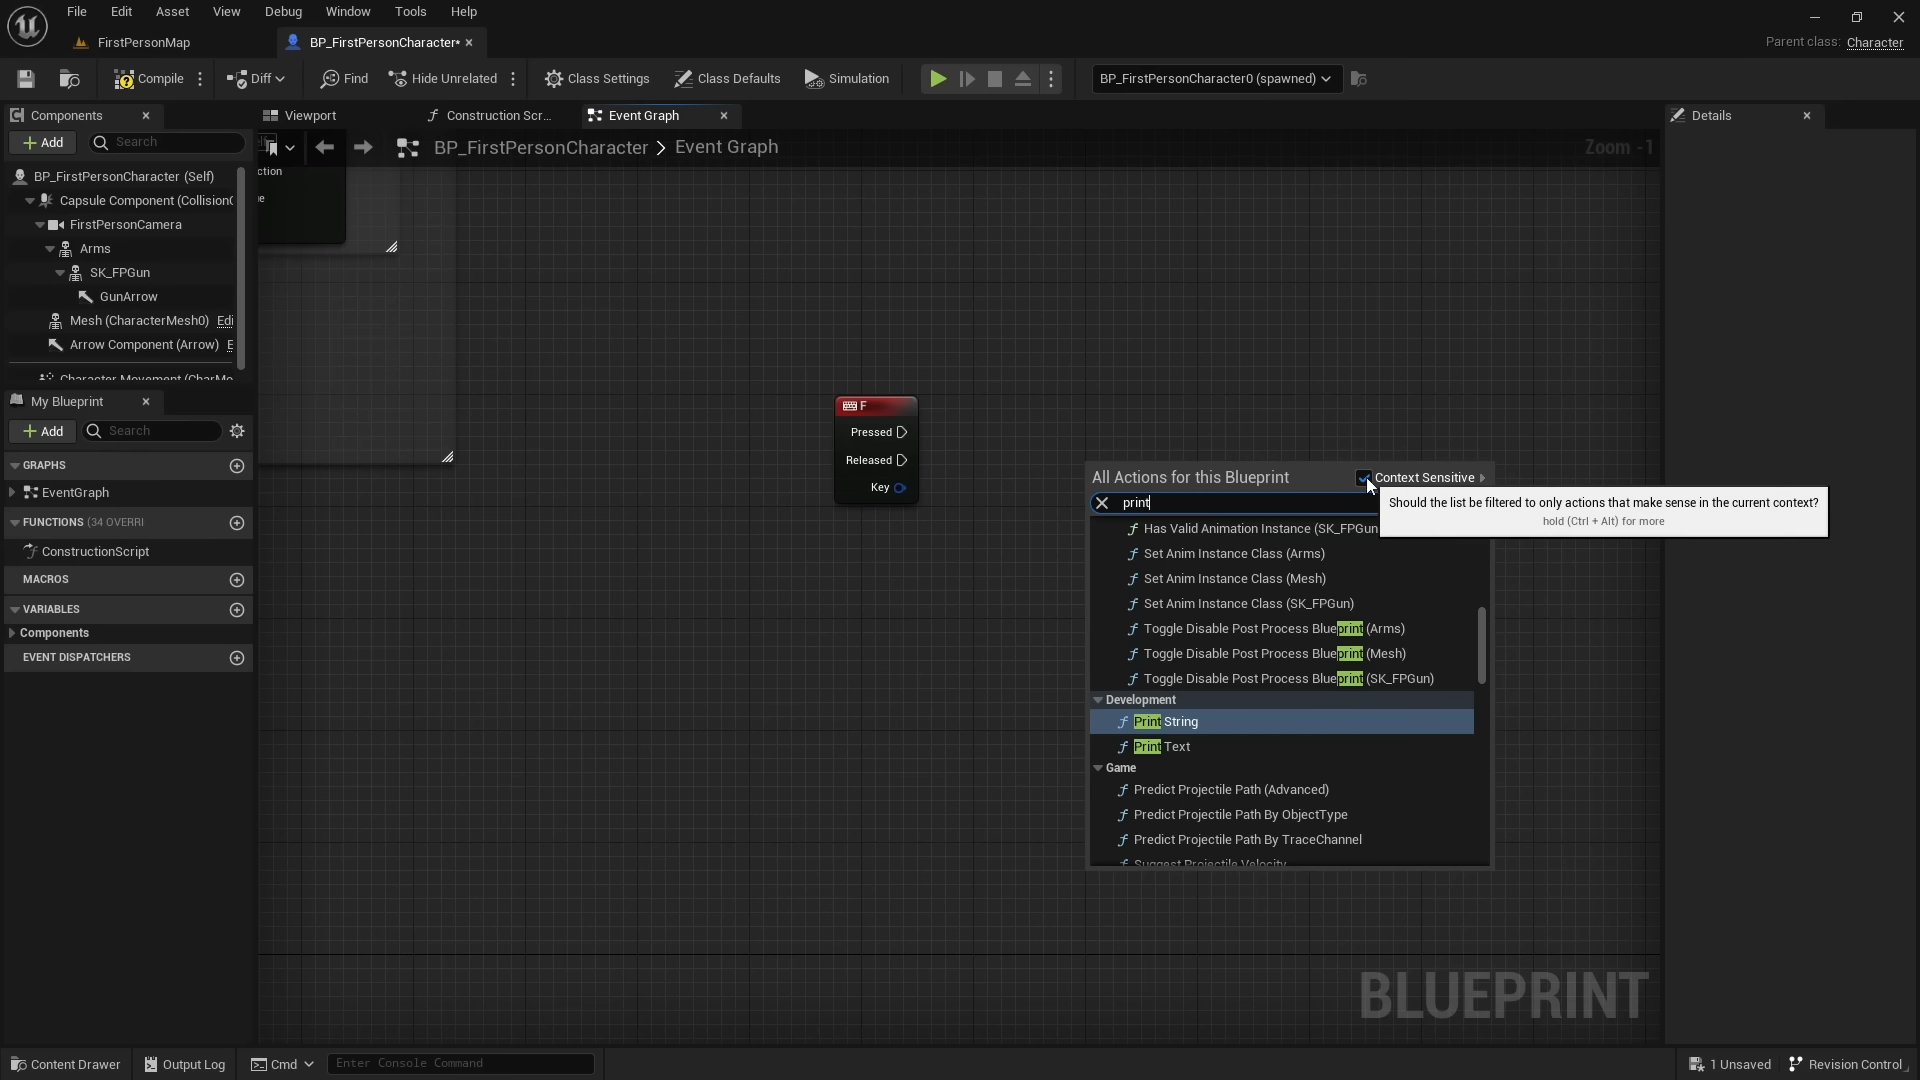 File Edit Asset View Debug Window Tools Help
FirstPersonMap
BP_FirstPersonCharacter*
Parent class: Character
Compile
Diff
Find
Hide Unrelated
Class Settings
Class Defaults
Simulation
BP_FirstPersonCharacter0 (spawned)
Components
Add
Search
BP_FirstPersonCharacter (Self)
Capsule Component (Collision
FirstPersonCamera
Arms
SK_FPGun
GunArrow
Mesh (CharacterMesh0) Edi
Arrow Component (Arrow) E
Character Movement (CharMo
My Blueprint
Add
Search
GRAPHS
EventGraph
FUNCTIONS (34 OVERRI
ConstructionScript
MACROS
VARIABLES
Components
EVENT DISPATCHERS
Viewport
Construction Scr...
Event Graph
BP_FirstPersonCharacter > Event Graph
Zoom -1
ction
e
F
Pressed
Released
Key
All Actions for this Blueprint
Context Sensitive
print
Should the list be filtered to only actions that make sense in the current context?
hold (Ctrl + Alt) for more
Has Valid Animation Instance (SK_FPGun
Set Anim Instance Class (Arms)
Set Anim Instance Class (Mesh)
Set Anim Instance Class (SK_FPGun)
Toggle Disable Post Process Blueprint (Arms)
Toggle Disable Post Process Blueprint (Mesh)
Toggle Disable Post Process Blueprint (SK_FPGun)
Development
Print String
Print Text
Game
Predict Projectile Path (Advanced)
Predict Projectile Path By ObjectType
Predict Projectile Path By TraceChannel
Suggest Projectile Velocity
BLUEPRINT
Details
Content Drawer
Output Log
Cmd
Enter Console Command
1 Unsaved
Revision Control